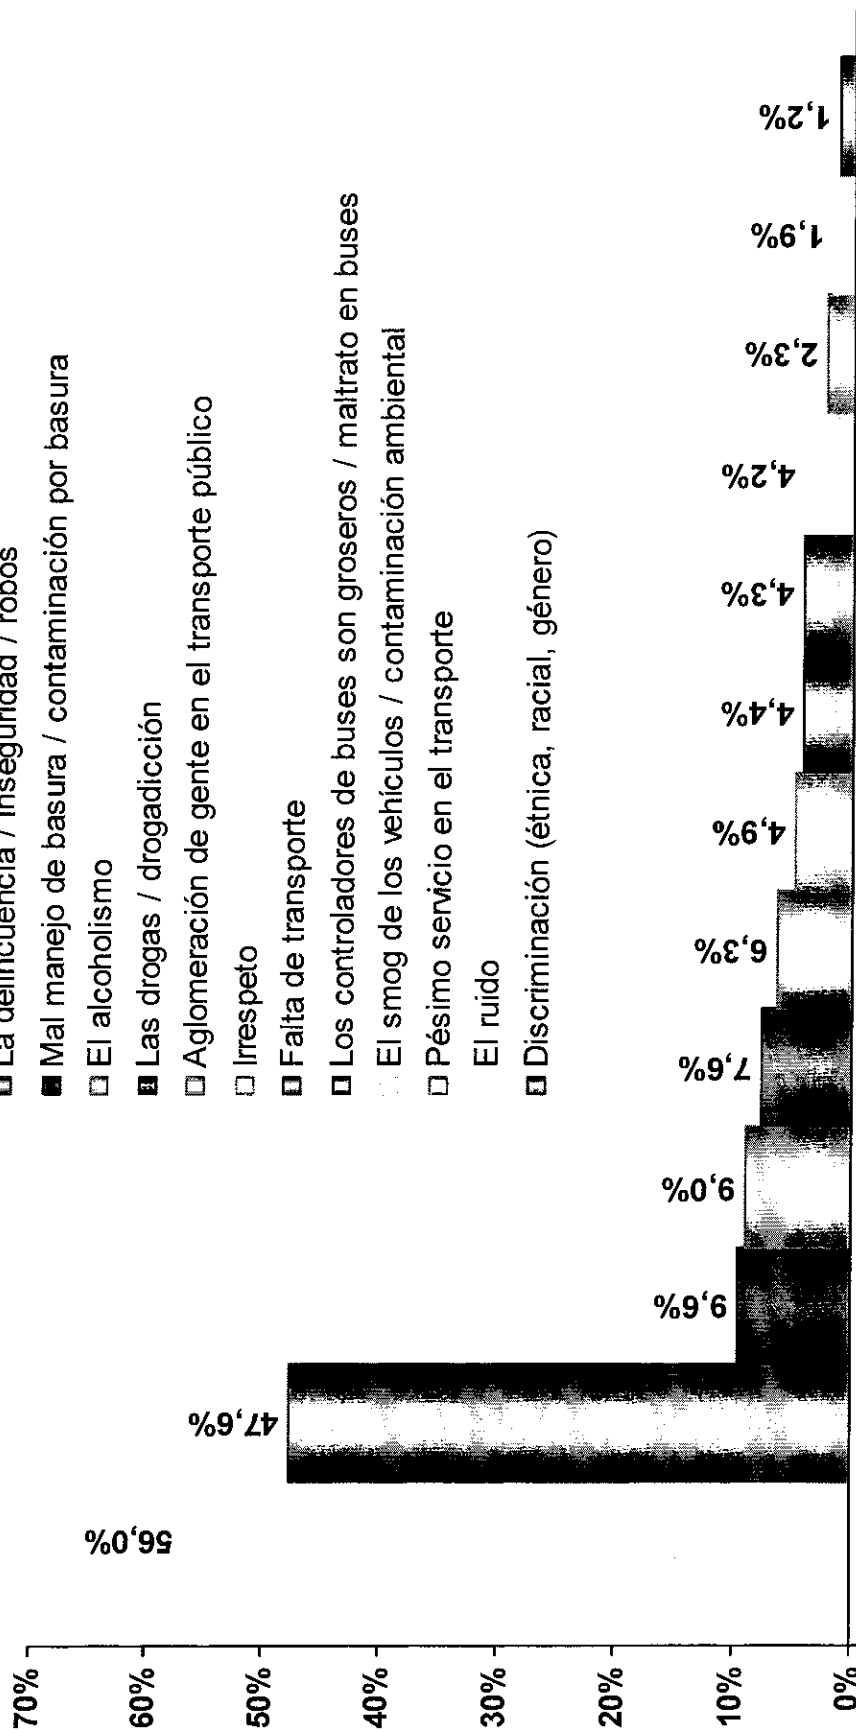 La delincuencia / inseguridad / robos
Mal manejo de basura / contaminación por basura
El alcoholismo
Las drogas / drogadicción
Aglomeración de gente en el transporte público
Irrespeto
Falta de transporte
Los controladores de buses son groseros / maltrato en buses
El smog de los vehículos / contaminación ambiental
Pésimo servicio en el transporte
El ruido
Discriminación (étnica, racial, género)
70%
60%
50%
40%
30%
20%
10%
0%
56,0%
47,6%
9,6%
9,0%
7,6%
6,3%
4,9%
4,4%
4,3%
4,2%
2,3%
1,9%
1,2%